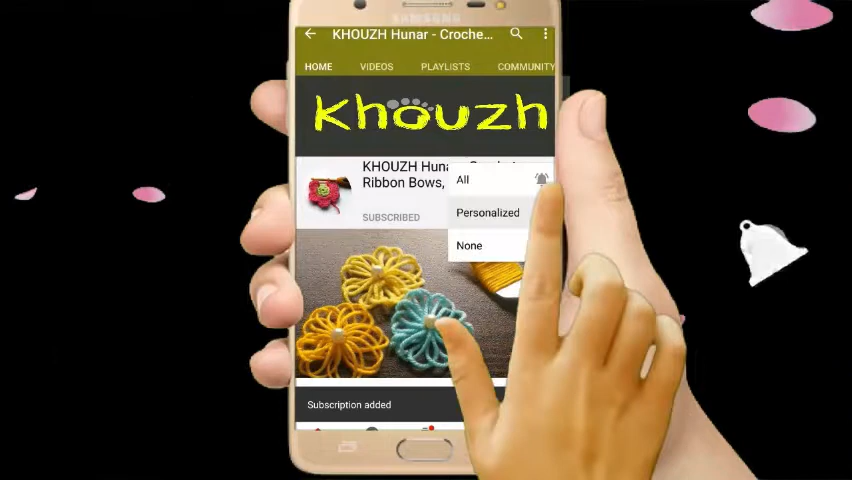 SAMSUNG
KHOUZH Hunar - Croche...
HOME VIDEOS PLAYLISTS COMMUNITY
Khouzh
KHOUZH Huna
Ribbon Bows,
SUBSCRIBED
All
Personalized
None
Subscription added